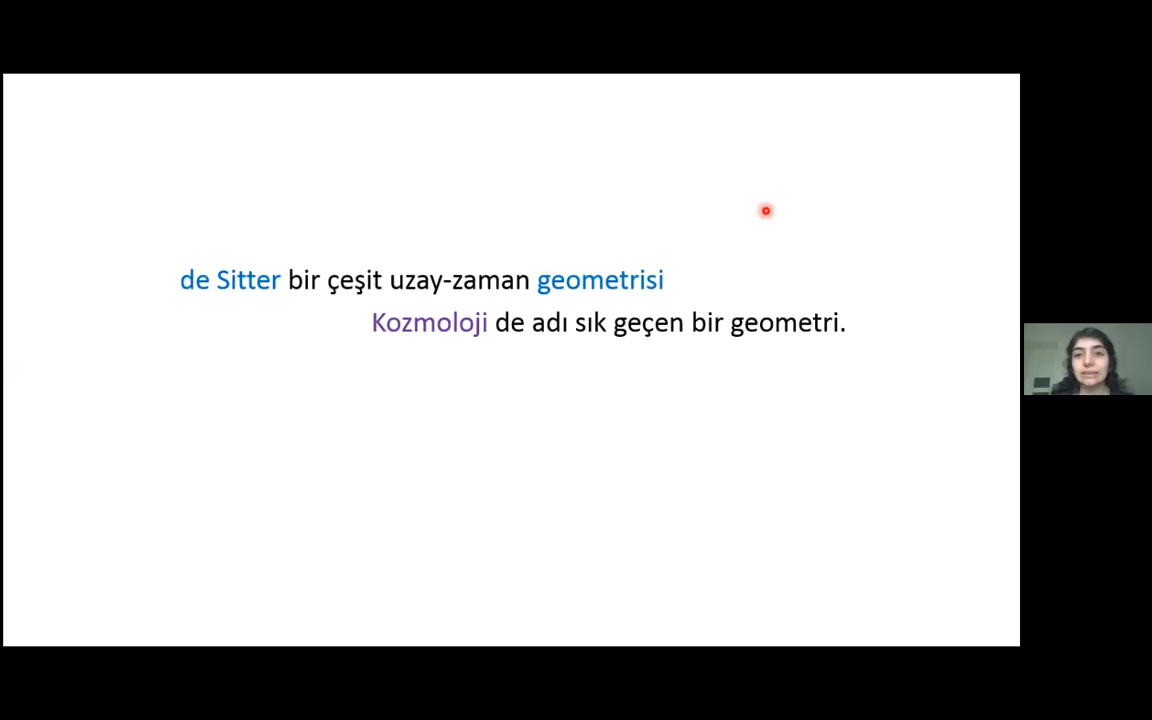 de Sitter bir çeşit uzay-zaman geometrisi
Kozmoloji de adı sık geçen bir geometri.